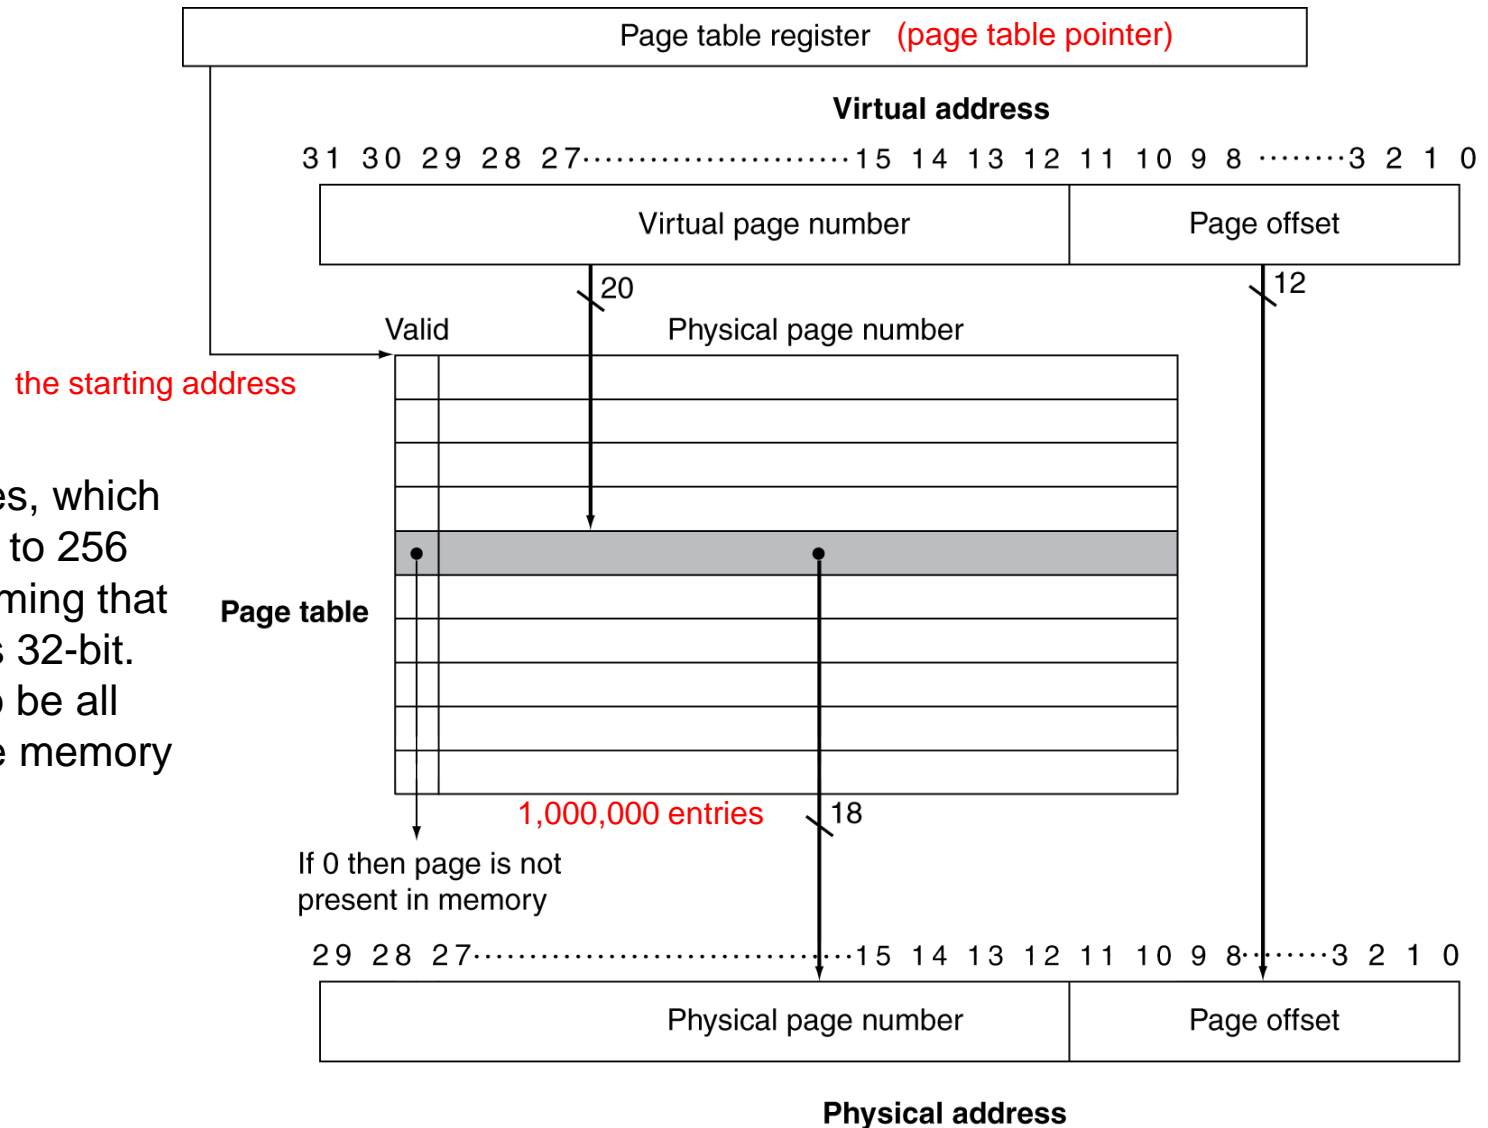 Page table register (page table pointer)
Virtual address
31 30 29 28 27························15 14 13 12 11 10 9 8 ········3 2 1 0
Virtual page number Page offset
20 12
Valid Physical page number
the starting address
es, which
to 256
ming that
Page table
s 32-bit.
o be all
e memory
1,000,000 entries 18
If 0 then page is not
present in memory
29 28 27··································15 14 13 12 11 10 9 8········3 2 1 0
Physical page number Page offset
Physical address